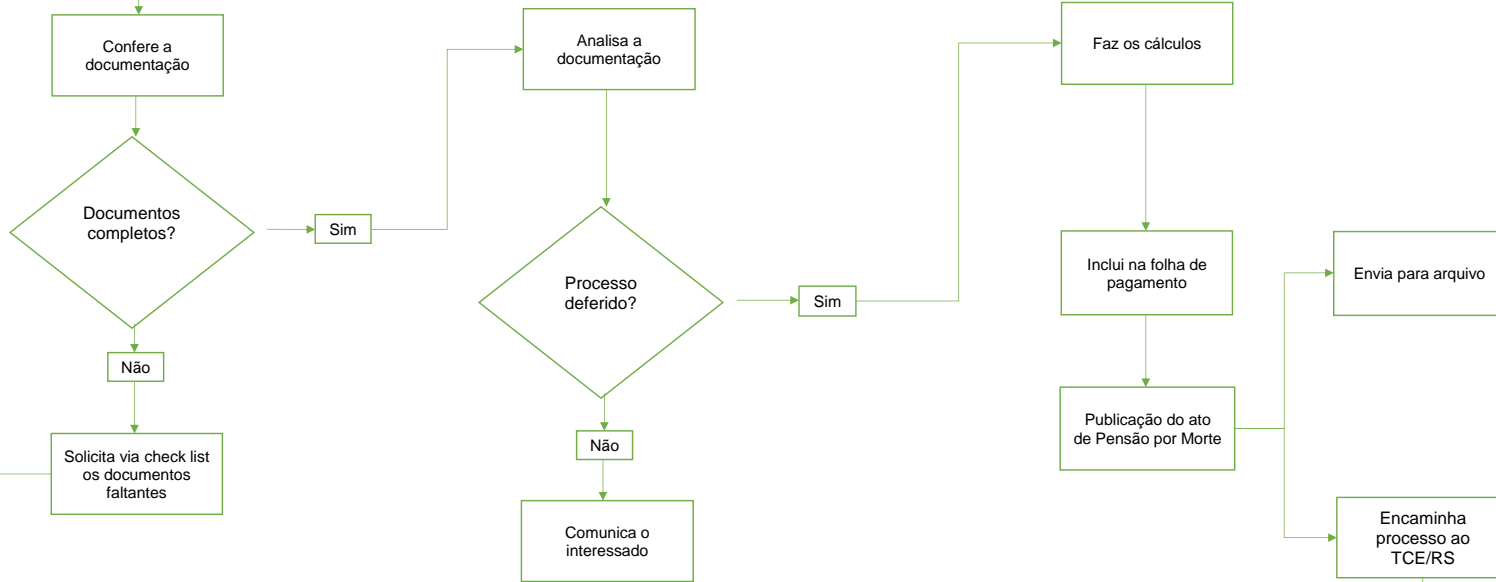 Confere a
documentação
Documentos
completos?
Sim
Não
Solicita via check list
os documentos
faltantes
Analisa a
documentação
Processo
deferido?
Sim
Não
Comunica o
interessado
Faz os cálculos
Inclui na folha de
pagamento
Publicação do ato
de Pensão por Morte
Envia para arquivo
Encaminha
processo ao
TCE/RS